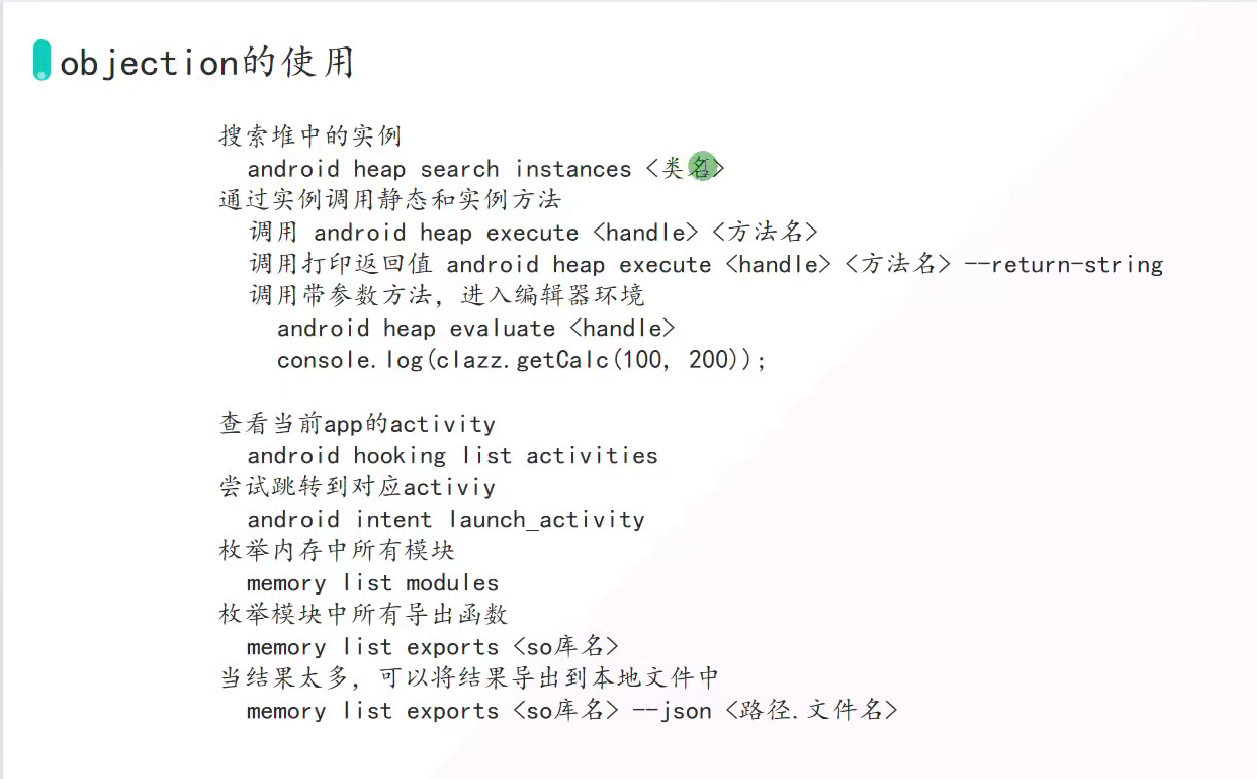 objection的使用
搜索堆中的实例
android heap search instances <类名>
通过实例调用静态和实例方法
调用 android heap execute <handle> <方法名>
调用打印返回值 android heap execute <handle> <方法名> --return-string
调用带参数方法，进入编辑器环境
android heap evaluate <handle>
console.log(clazz.getCalc(100, 200));
查看当前app的activity
android hooking list activities
尝试跳转到对应activiy
android intent launch_activity
枚举内存中所有模块
memory list modules
枚举模块中所有导出函数
memory list exports <so库名>
当结果太多，可以将结果导出到本地文件中
memory list exports <so库名> --json <路径.文件名>